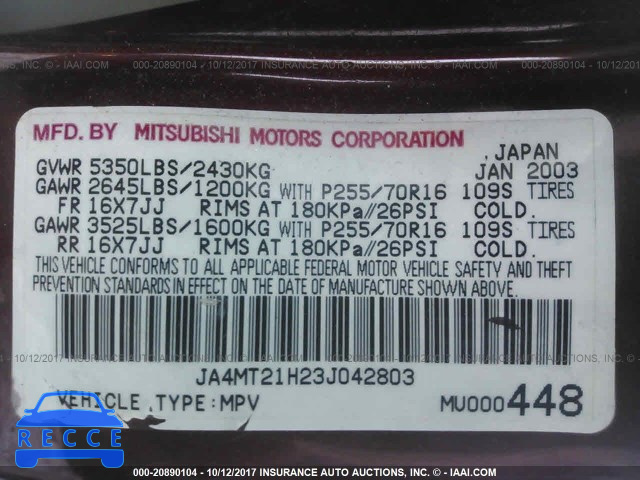 000-20890104 - 10/12/2017 INSURANCE AUTO AUCTIONS, INC. - © IAAI.COM
MFD. BY MITSUBISHI MOTORS CORPORATION
, JAPAN
GVWR 5350LBS/2430KG JAN 2003
GAWR 2645LBS/1200KG WITH P255/70R16 109S TIRES
FR 16X7JJ RIMS AT 180KPa//26PSI COLD.
GAWR 3525LBS/1600KG WITH P255/70R16 109S TIRES
RR 16X7JJ RIMS AT 180KPa//26PSI COLD.
THIS VEHICLE CONFORMS TO ALL APPLICABLE FEDERAL MOTOR VEHICLE SAFETY AND THEFT
PREVENTION STANDARDS IN EFFECT ON THE DATE OF MANUFACTURE SHOWN ABOVE.
JA4MT21H23J042803
VEHICLE TYPE:MPV MU000448
RECCE
000-20890104 - 10/12/2017 INSURANCE AUTO AUCTIONS, INC. - © IAAI.COM